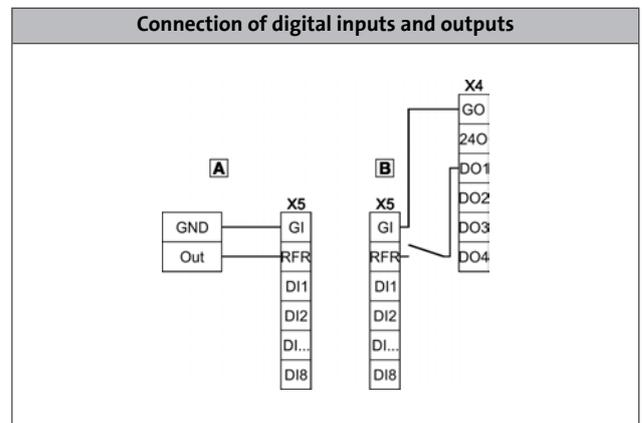 Connection of digital inputs and outputs
X4
GO
24O
DO1
DO2
DO3
DO4
A
X5
GND
GI
Out
RFR
DI1
DI2
DI...
DI8
B
X5
GI
RFR
DI1
DI2
DI...
DI8